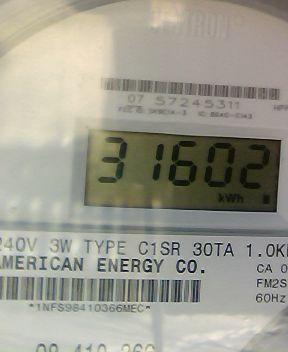 07 57245311
31602
kWh
240V 3W TYPE C1SR 30TA 1.0K
AMERICAN ENERGY CO.
CA 0
FM2S
60Hz
*1NFS98410366MEC*